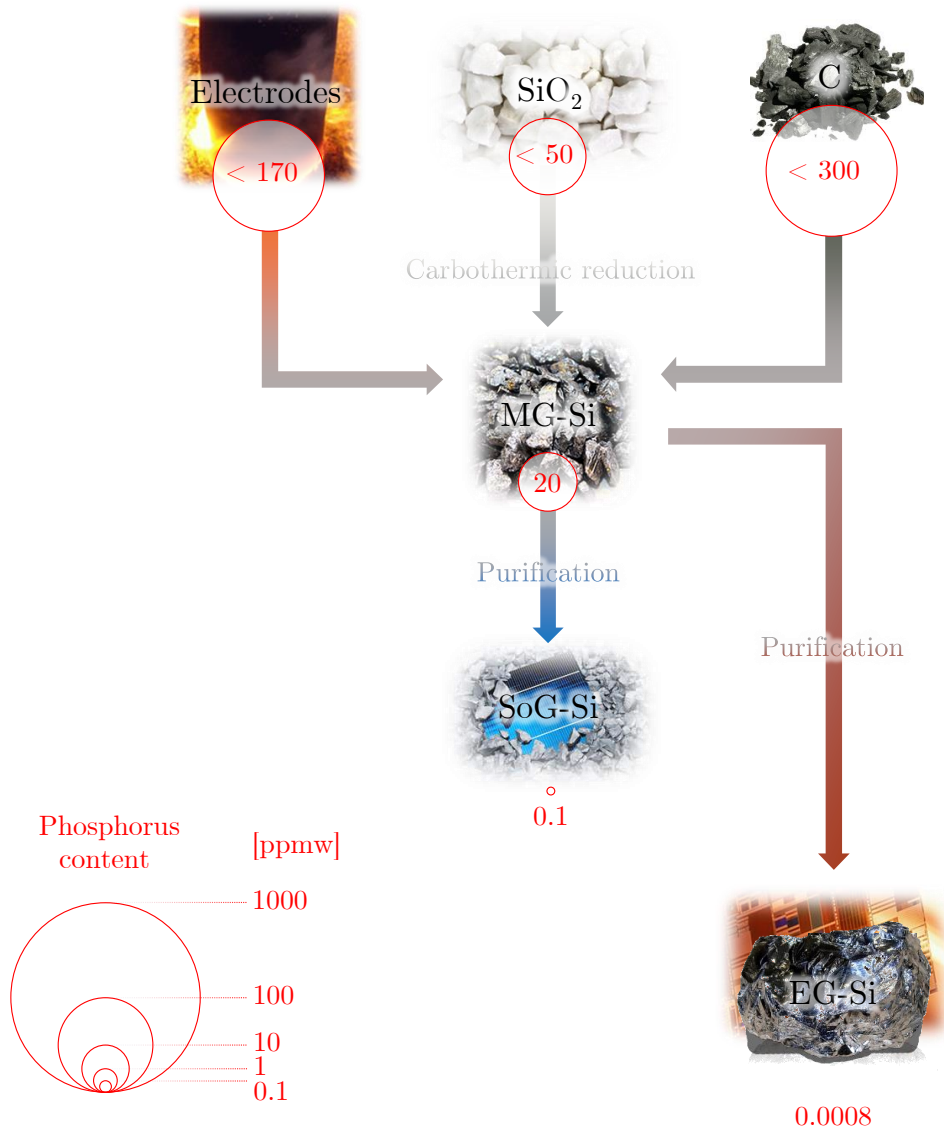 Electrodes
SiO₂
C
< 170
< 50
< 300
Carbothermic reduction
MG-Si
20
Purification
Purification
SoG-Si
0.1
Phosphorus
content
[ppmw]
1000
100
10
1
0.1
EG-Si
0.0008